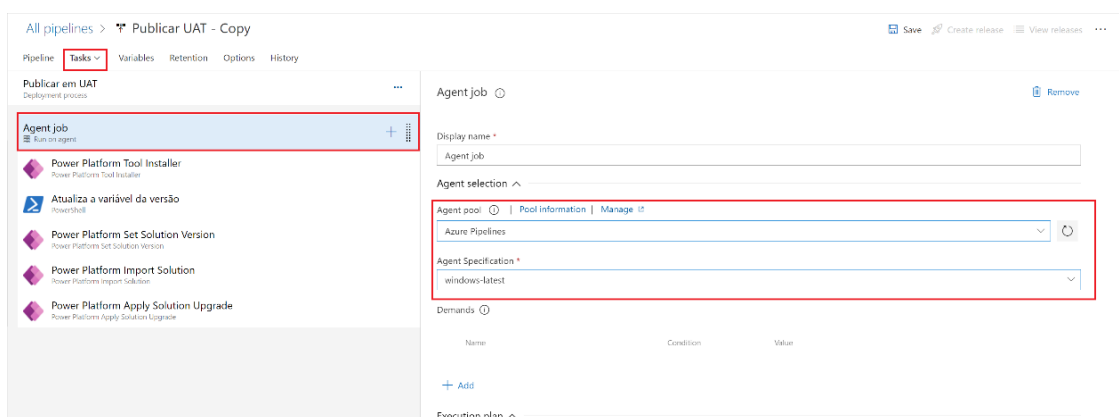 All pipelines > Publicar UAT - Copy
Save Create release View releases ...
Pipeline Tasks Variables Retention Options History
Publicar em UAT
Deployment process
...
Agent job
Run on agent
Power Platform Tool Installer
Power Platform Tool Installer
Atualiza a variável da versão
PowerShell
Power Platform Set Solution Version
Power Platform Set Solution Version
Power Platform Import Solution
Power Platform Import Solution
Power Platform Apply Solution Upgrade
Power Platform Apply Solution Upgrade
Agent job
Remove
Display name *
Agent job
Agent selection
Agent pool | Pool information | Manage
Azure Pipelines
Agent Specification *
windows-latest
Demands
Name Condition Value
+ Add
Execution plan